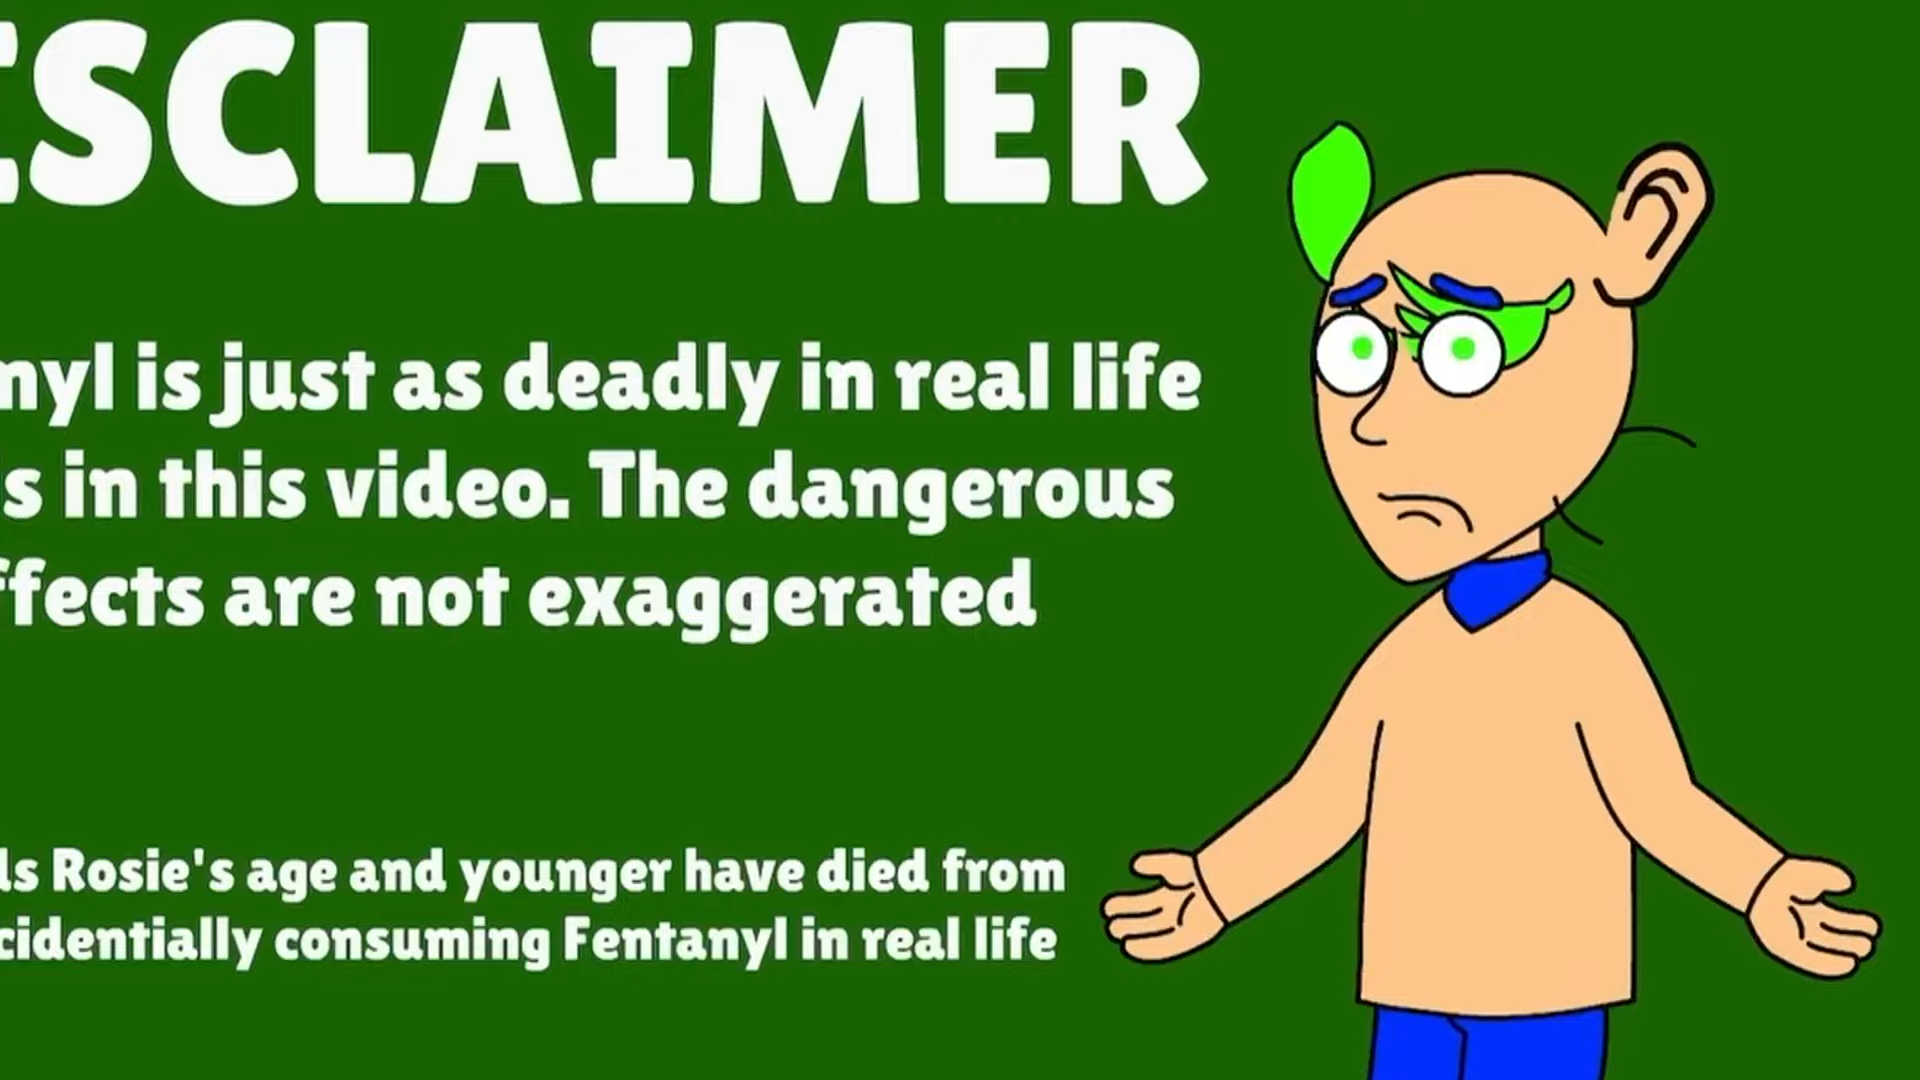 ISCLAIMER
nyl is just as deadly in real life
s in this video. The dangerous
ffects are not exaggerated
ls Rosie's age and younger have died from
cidentially consuming Fentanyl in real life